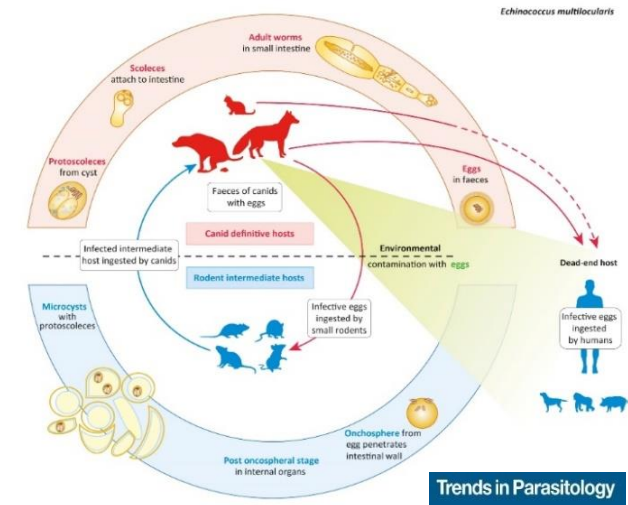 Echinococcus multilocularis
Adult worms
in small intestine
Scoleces
attach to intestine
Protoscoleces
from cyst
Eggs
in faeces
Faeces of canids
with eggs
Canid definitive hosts
Infected intermediate
host ingested by canids
Environmental
contamination with eggs
Rodent intermediate hosts
Dead-end host
Infective eggs
ingested
by humans
Infective eggs
ingested by
small rodents
Microcysts
with
protoscoleces
Onchosphere from
egg penetrates
intestinal wall
Post oncospheral stage
in internal organs
Trends in Parasitology